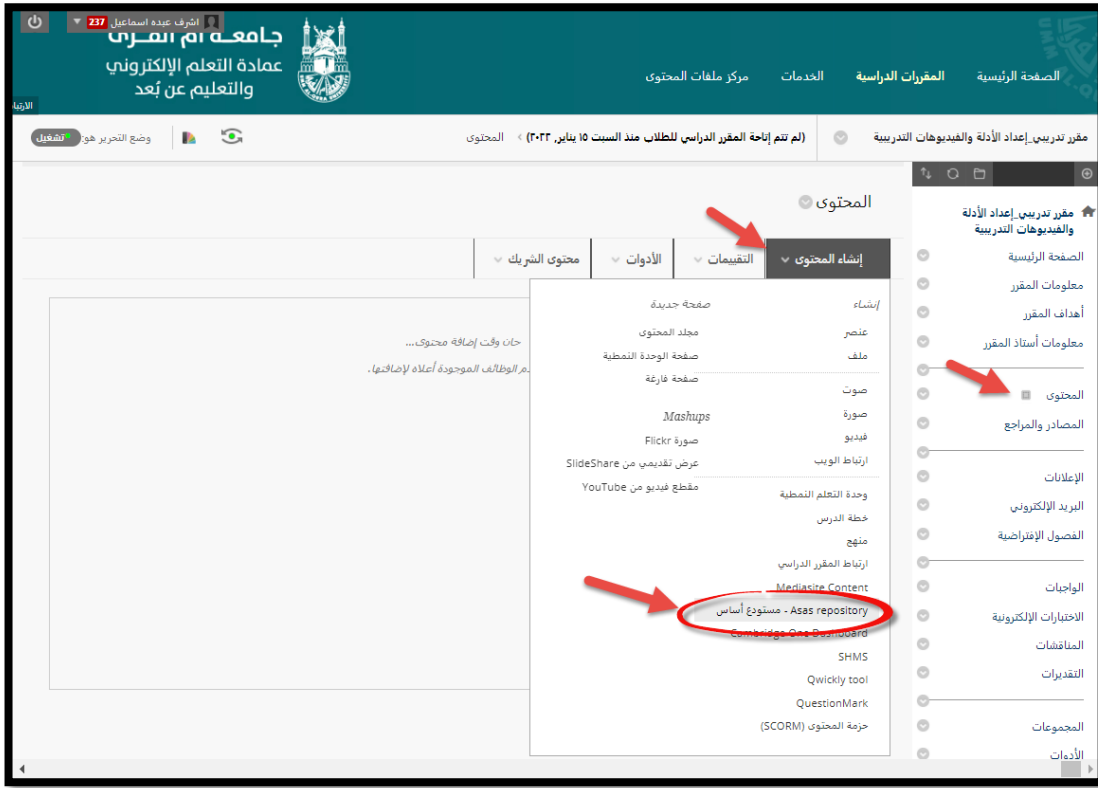 اشرف عبده اسماعيل 237
جامعـة أم القـرى
عمادة التعلم الإلكتروني
والتعليم عن بُعد
الصفحة الرئيسية
المقررات الدراسية
الخدمات
مركز ملفات المحتوى
مقرر تدريبي_إعداد الأدلة والفيديوهات التدريبية
(لم تتم إتاحة المقرر الدراسي للطلاب منذ السبت ١٥ يناير, ٢٠٢٢)
المحتوى
وضع التحرير هو: تشغيل
مقرر تدريبي_إعداد الأدلة
والفيديوهات التدريبية
الصفحة الرئيسية
معلومات المقرر
أهداف المقرر
معلومات أستاذ المقرر
المحتوى
المصادر والمراجع
الإعلانات
البريد الإلكتروني
الفصول الإفتراضية
الواجبات
الاختبارات الإلكترونية
المناقشات
التقديرات
المجموعات
الأدوات
المحتوى
إنشاء المحتوى
التقييمات
الأدوات
محتوى الشريك
إنشاء
عنصر
ملف
صوت
صورة
فيديو
ارتباط الويب
وحدة التعلم النمطية
خطة الدرس
منهج
ارتباط المقرر الدراسي
Mediasite Content
Asas repository - مستودع أساس
Cambridge One Dashboard
SHMS
Qwickly tool
QuestionMark
حزمة المحتوى (SCORM)
صفحة جديدة
مجلد المحتوى
صفحة الوحدة النمطية
صفحة فارغة
Mashups
صورة Flickr
عرض تقديمي من SlideShare
مقطع فيديو من YouTube
حان وقت إضافة محتوى...
الوظائف الموجودة أعلاه لإضافتها.